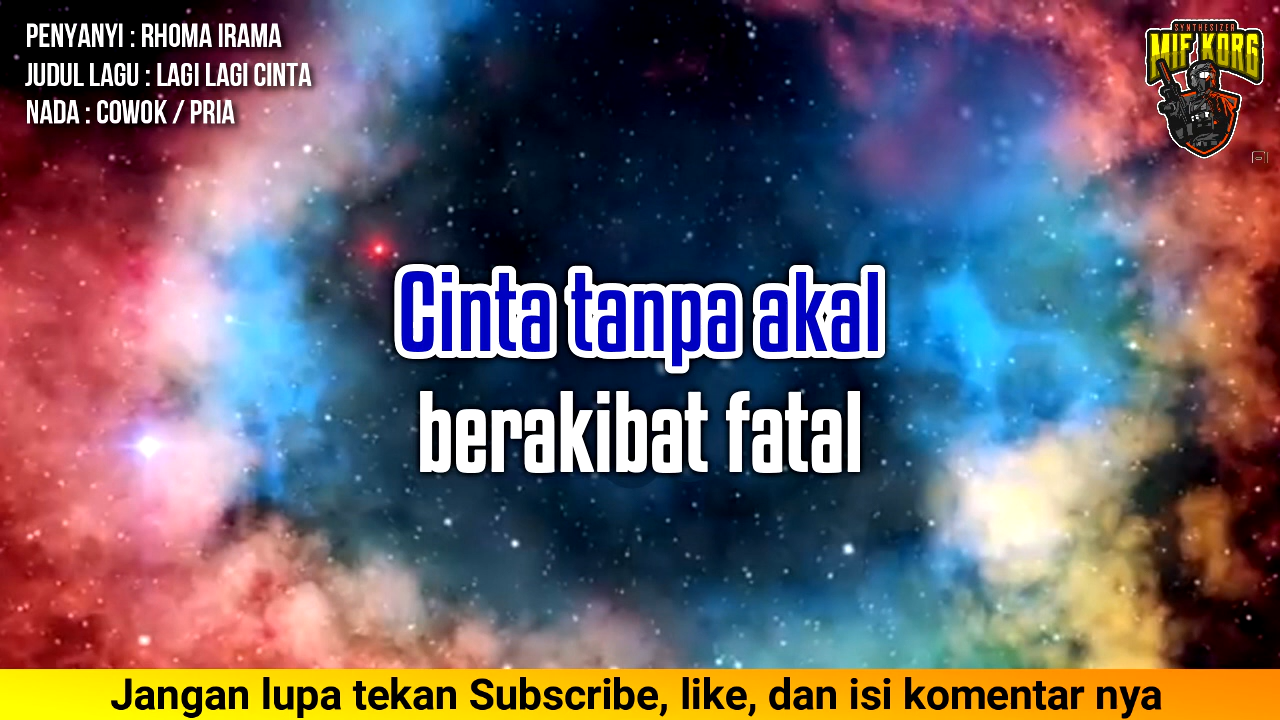 PENYANYI : RHOMA IRAMA
JUDUL LAGU : LAGI LAGI CINTA
NADA : COWOK / PRIA
SYNTHESIZER
MIF KORG
Cinta tanpa akal
berakibat fatal
Jangan lupa tekan Subscribe, like, dan isi komentar nya